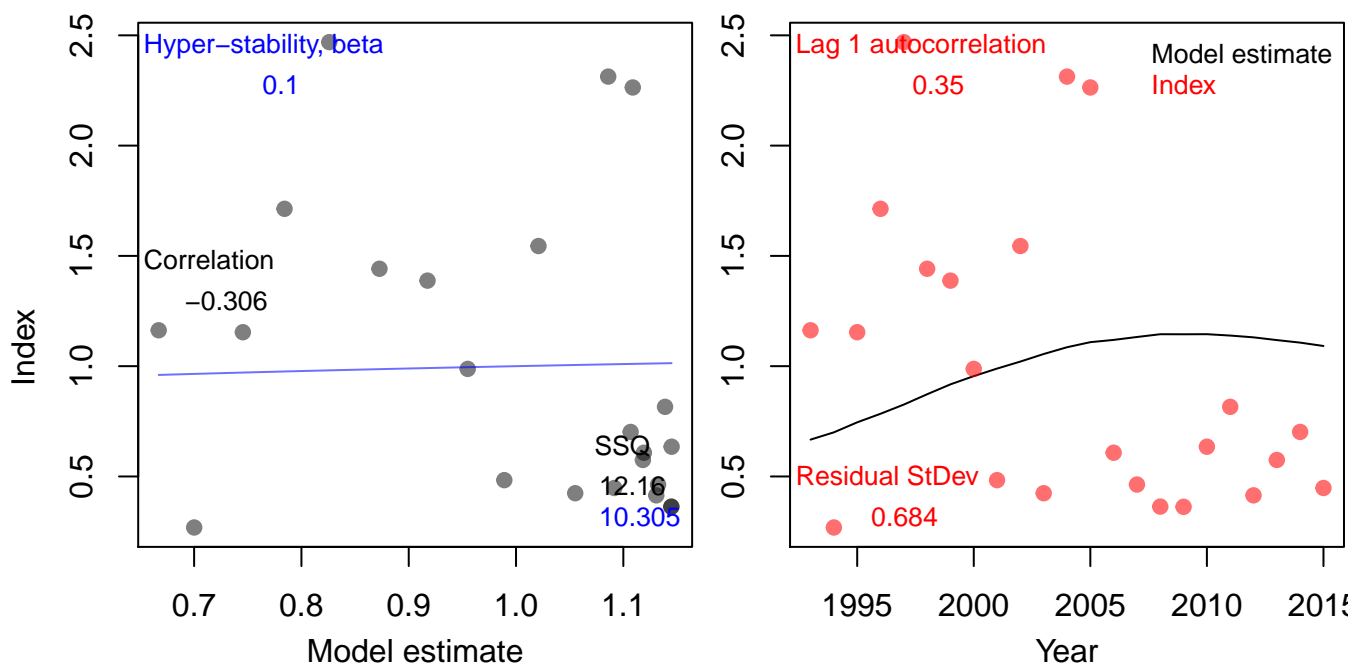 Hyper−stability, beta
0.1
Correlation
−0.306
SSQ
12.16
10.305
2.5
2.0
1.5
1.0
0.5
Index
0.7
0.8
0.9
1.0
1.1
Model estimate
Lag 1 autocorrelation
0.35
Model estimate
Index
Residual StDev
0.684
2.5
2.0
1.5
1.0
0.5
1995
2000
2005
2010
2015
Year